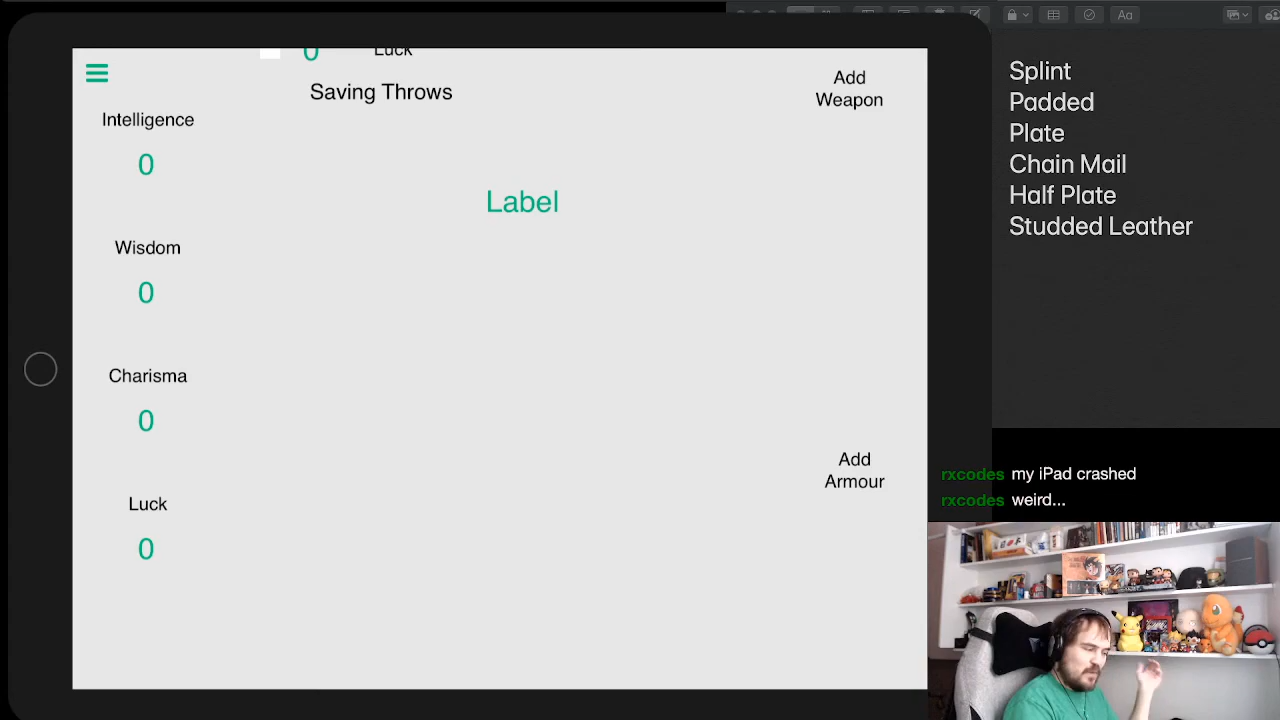 0 Luck
Saving Throws
Add
Weapon
Intelligence
0
Label
Wisdom
0
Charisma
0
Add
Armour
Luck
0
Aa
Splint
Padded
Plate
Chain Mail
Half Plate
Studded Leather
rxcodes my iPad crashed
rxcodes weird...